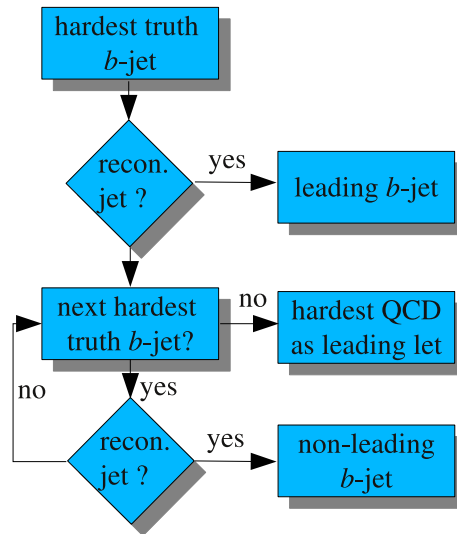 hardest truth
b-jet
recon.
jet ?
yes
leading b-jet
next hardest
truth b-jet?
no
hardest QCD
as leading let
yes
no
recon.
jet ?
yes
non-leading
b-jet